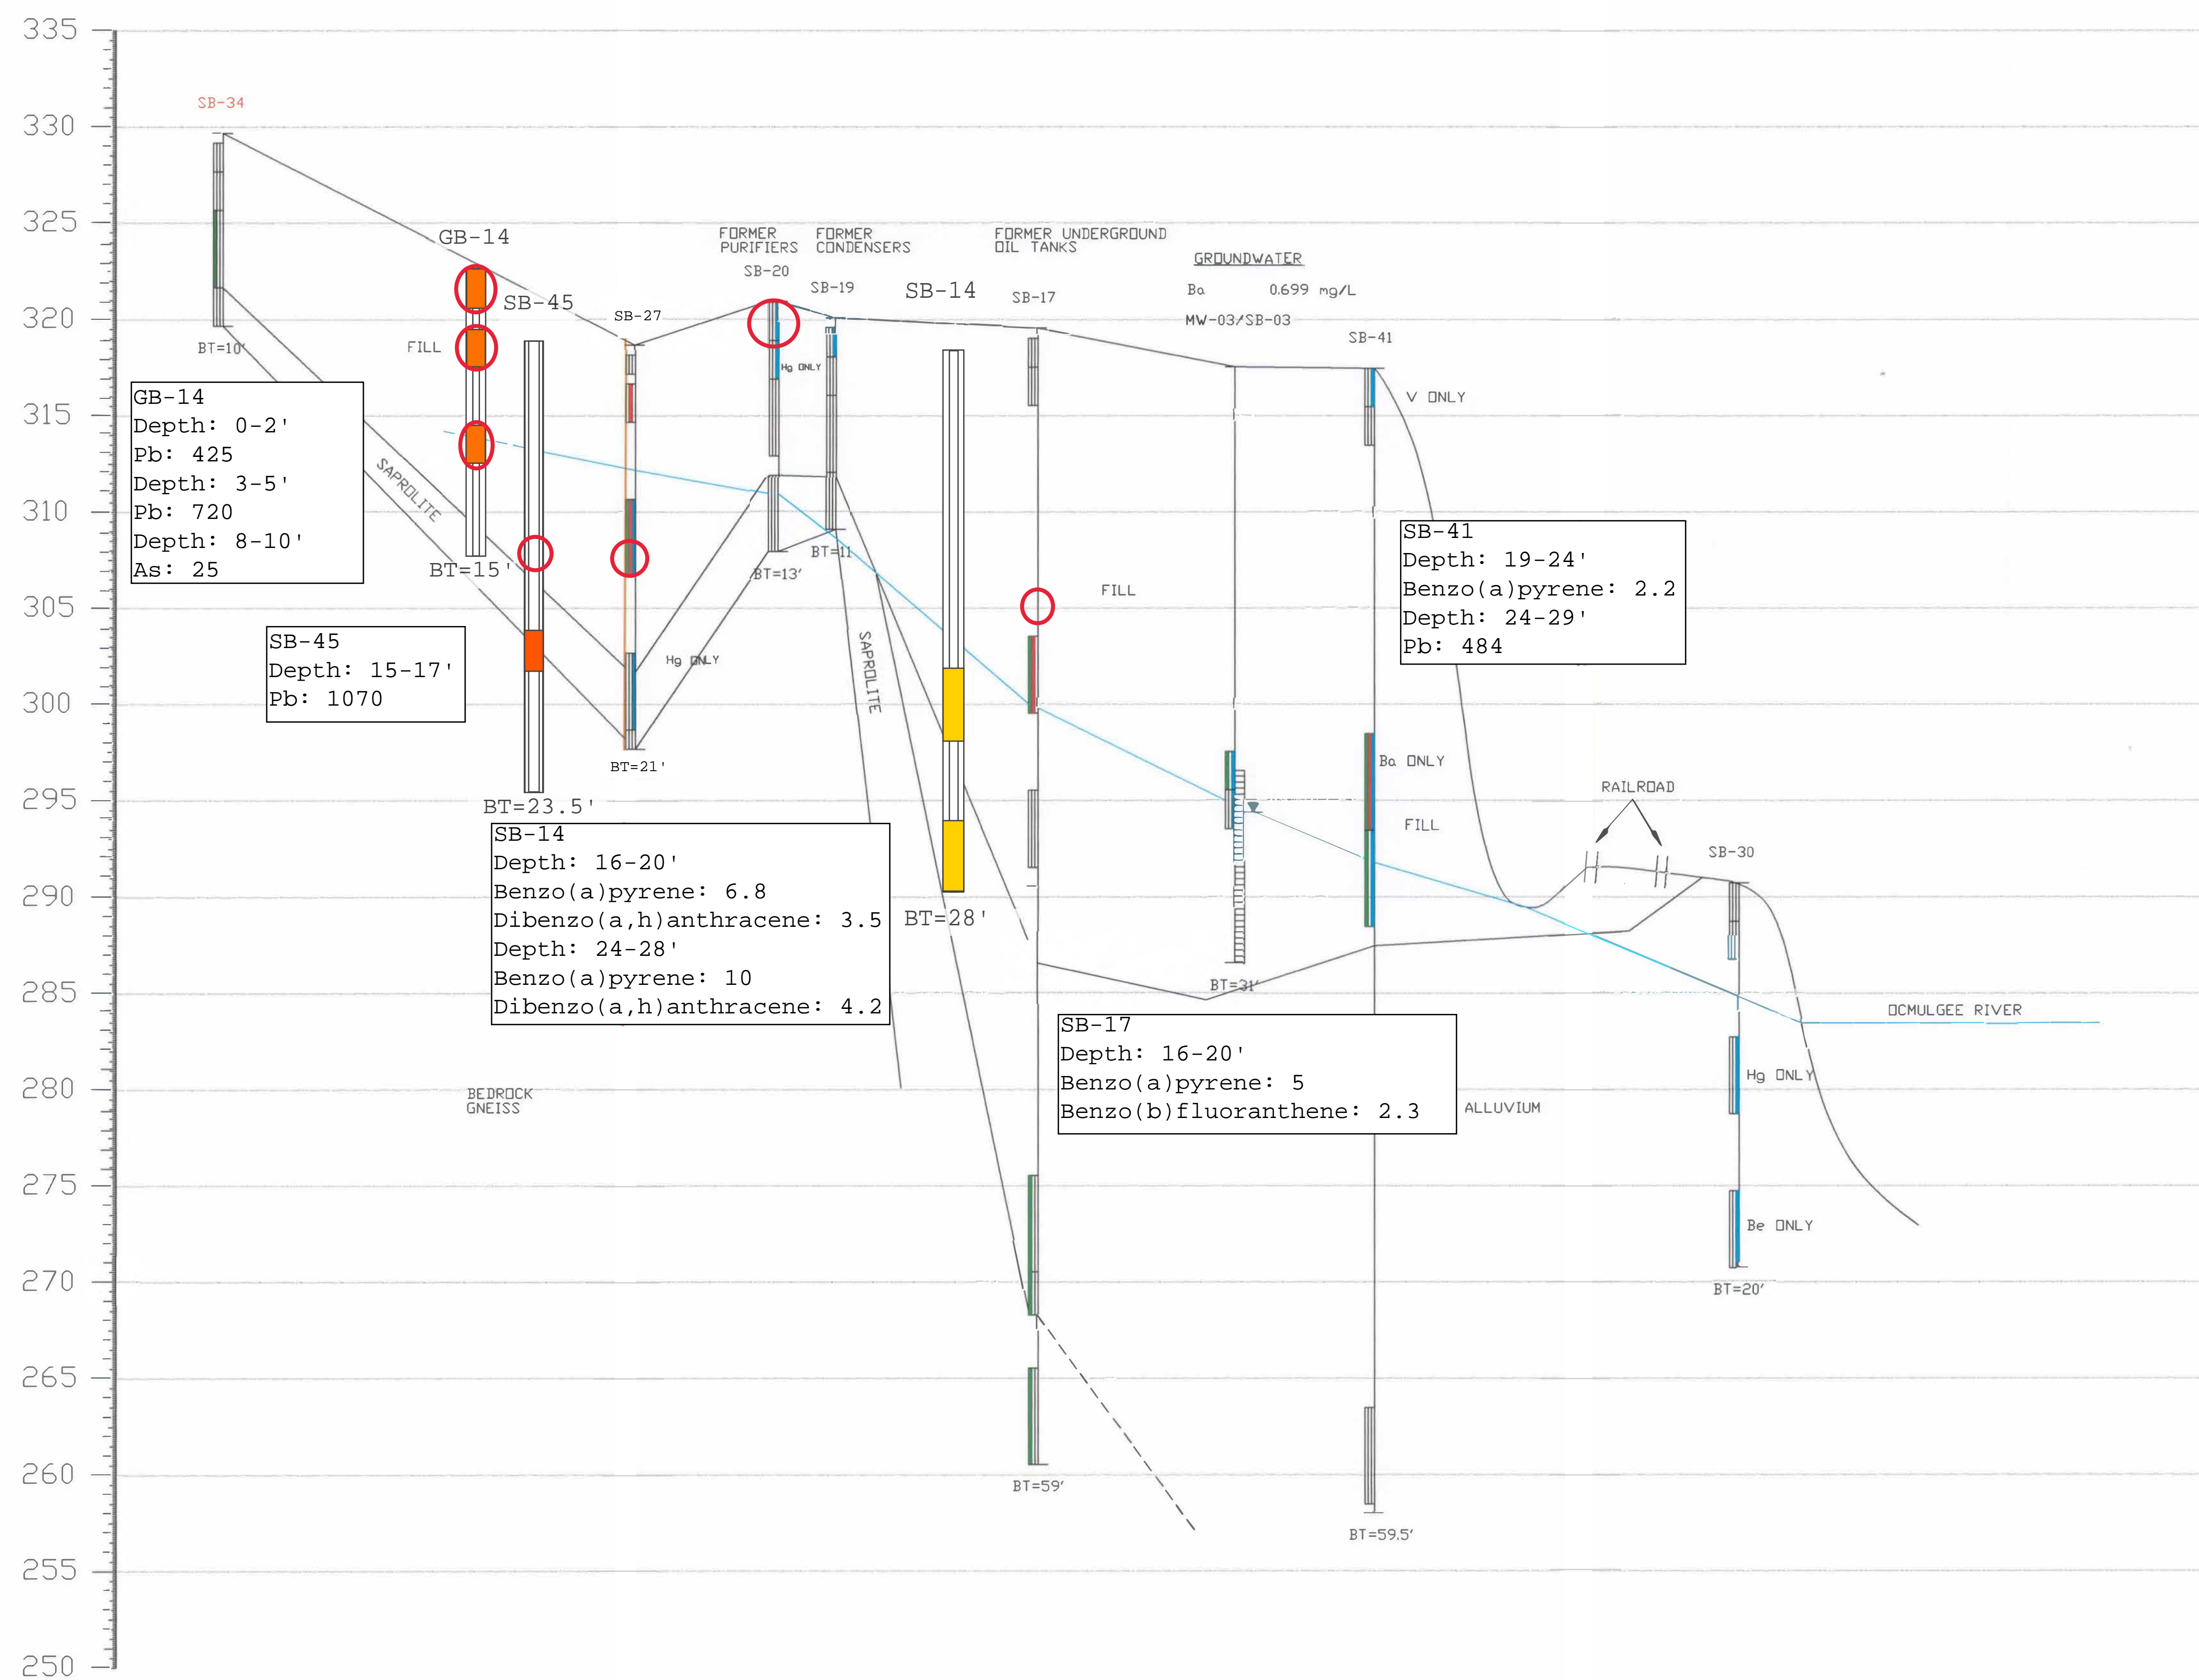 335
330
325
320
315
310
305
300
295
290
285
280
275
270
265
260
255
250
SB-34
BT=10'
GB-14
FILL
BT=15'
SB-45
BT=23.5'
SB-27
BT=21'
Hg ONLY
SAPROLITE
FORMER
PURIFIERS
SB-20
Hg ONLY
BT=13'
FORMER
CONDENSERS
SB-19
BT=11
SAPROLITE
SB-14
BT=28'
FORMER UNDERGROUND
OIL TANKS
SB-17
FILL
BT=59'
GROUNDWATER
Ba 0.699 mg/L
MW-03/SB-03
BT=31'
SB-41
V ONLY
Ba ONLY
FILL
BT=59.5'
RAILROAD
SB-30
Hg ONLY
Be ONLY
BT=20'
OCMULGEE RIVER
ALLUVIUM
BEDROCK
GNEISS
GB-14
Depth: 0-2'
Pb: 425
Depth: 3-5'
Pb: 720
Depth: 8-10'
As: 25
SB-45
Depth: 15-17'
Pb: 1070
SB-14
Depth: 16-20'
Benzo(a)pyrene: 6.8
Dibenzo(a,h)anthracene: 3.5
Depth: 24-28'
Benzo(a)pyrene: 10
Dibenzo(a,h)anthracene: 4.2
SB-17
Depth: 16-20'
Benzo(a)pyrene: 5
Benzo(b)fluoranthene: 2.3
SB-41
Depth: 19-24'
Benzo(a)pyrene: 2.2
Depth: 24-29'
Pb: 484